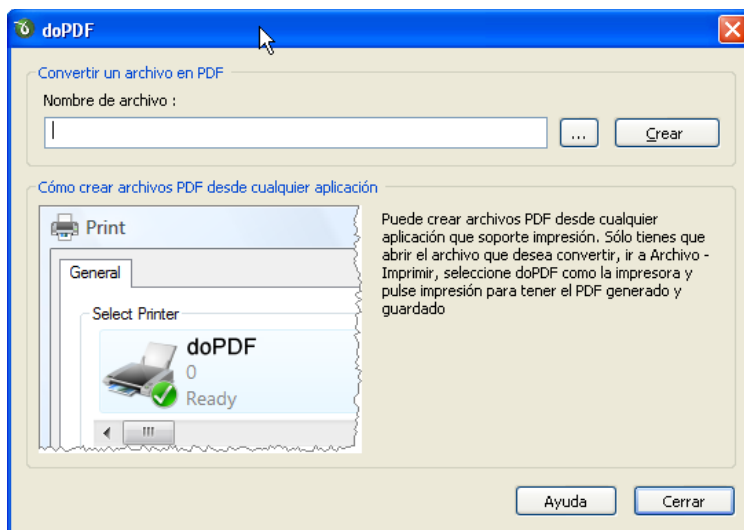 doPDF
Convertir un archivo en PDF
Nombre de archivo :
...
Crear
Cómo crear archivos PDF desde cualquier aplicación
Print
General
Select Printer
doPDF
0
Ready
Puede crear archivos PDF desde cualquier
aplicación que soporte impresión. Sólo tienes que
abrir el archivo que desea convertir, ir a Archivo -
Imprimir, seleccione doPDF como la impresora y
pulse impresión para tener el PDF generado y
guardado
Ayuda
Cerrar